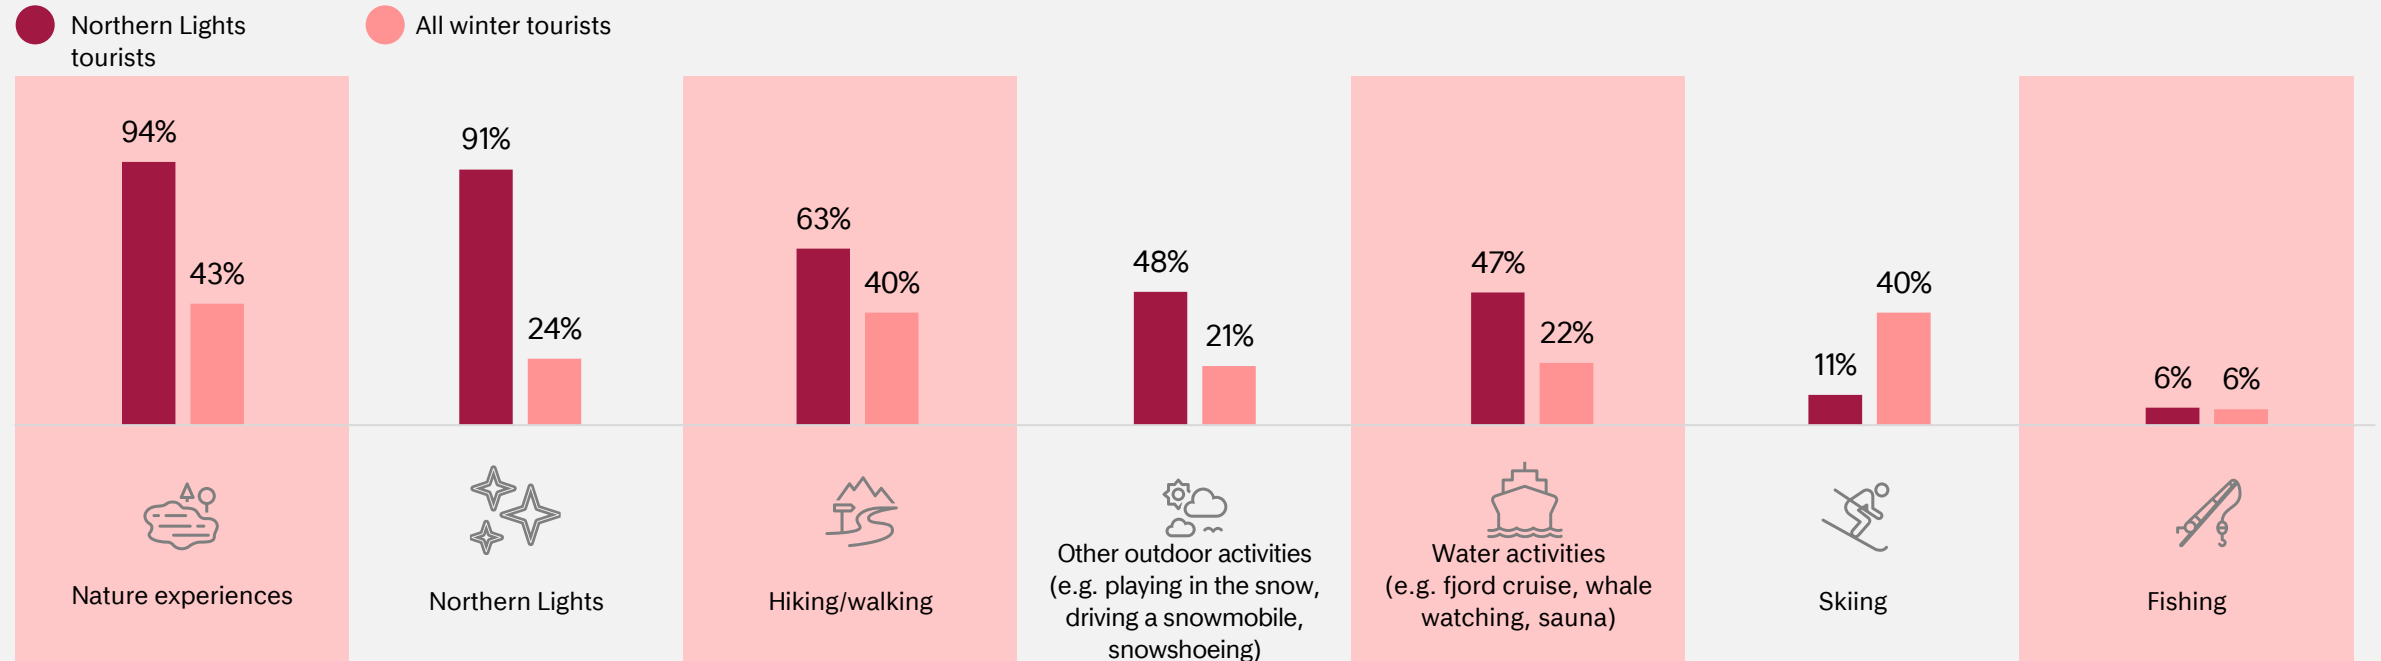 Northern Lights
tourists
All winter tourists
94%
43%
91%
24%
63%
40%
48%
21%
47%
22%
11%
40%
6%
6%
Nature experiences
Northern Lights
Hiking/walking
Other outdoor activities
(e.g. playing in the snow,
driving a snowmobile,
snowshoeing)
Water activities
(e.g. fjord cruise, whale
watching, sauna)
Skiing
Fishing